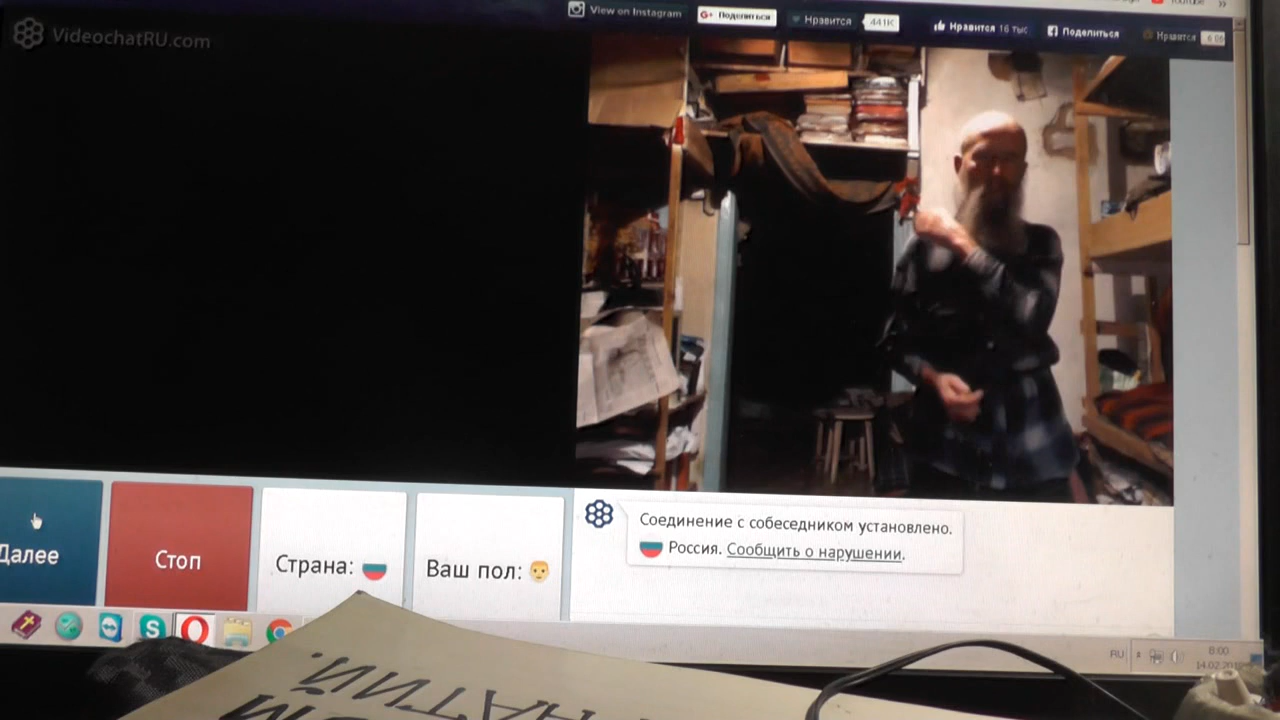 View on Instagram
Поделиться
Нравится 441K
Нравится 16 тыс
Поделиться
Нравится
VideochatRU.com
Соединение с собеседником установлено.
Россия. Сообщить о нарушении.
Далее
Стоп
Страна:
Ваш пол:
RU
8:00